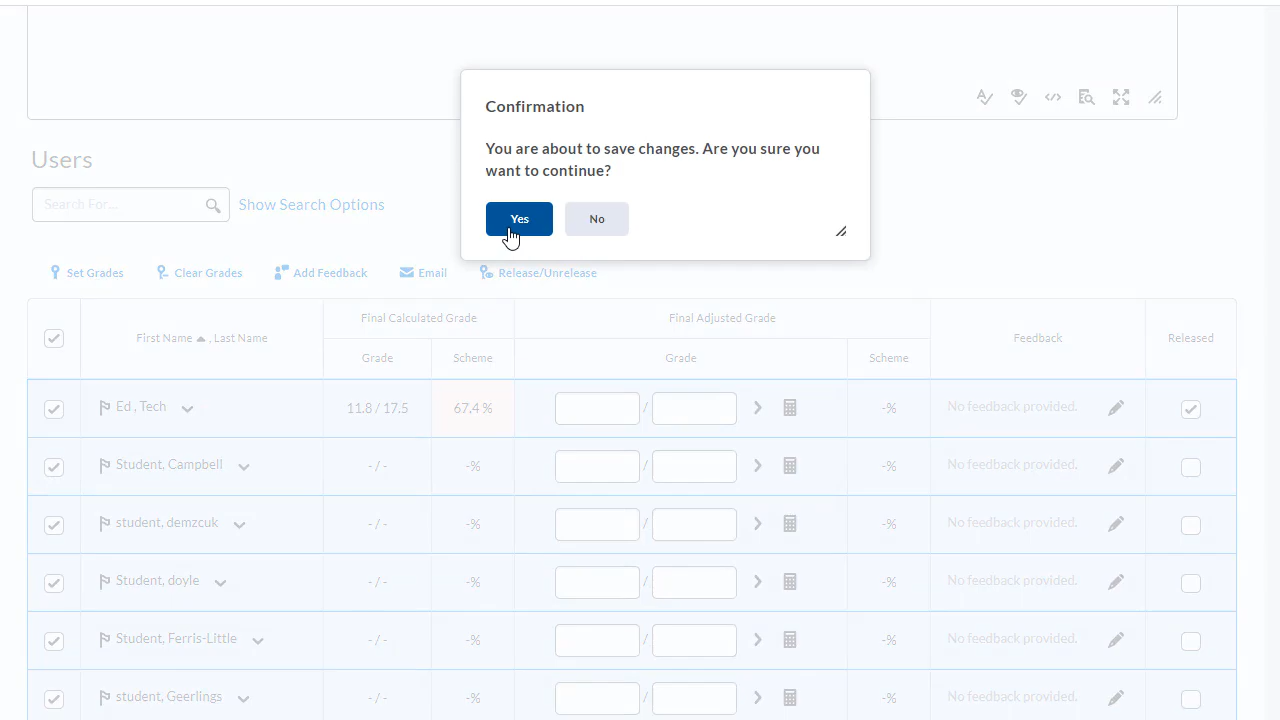 Confirmation
You are about to save changes. Are you sure you
want to continue?
Yes
No
Users
Search For...
Show Search Options
Set Grades
Clear Grades
Add Feedback
Email
Release/Unrelease
First Name , Last Name
Final Calculated Grade
Final Adjusted Grade
Feedback
Released
Grade
Scheme
Grade
Scheme
Ed , Tech
11.8 / 17.5
67.4 %
/
-%
No feedback provided.
Student, Campbell
- / -
-%
/
-%
No feedback provided.
student, demzcuk
- / -
-%
/
-%
No feedback provided.
Student, doyle
- / -
-%
/
-%
No feedback provided.
Student, Ferris-Little
- / -
-%
/
-%
No feedback provided.
student, Geerlings
- / -
-%
/
-%
No feedback provided.